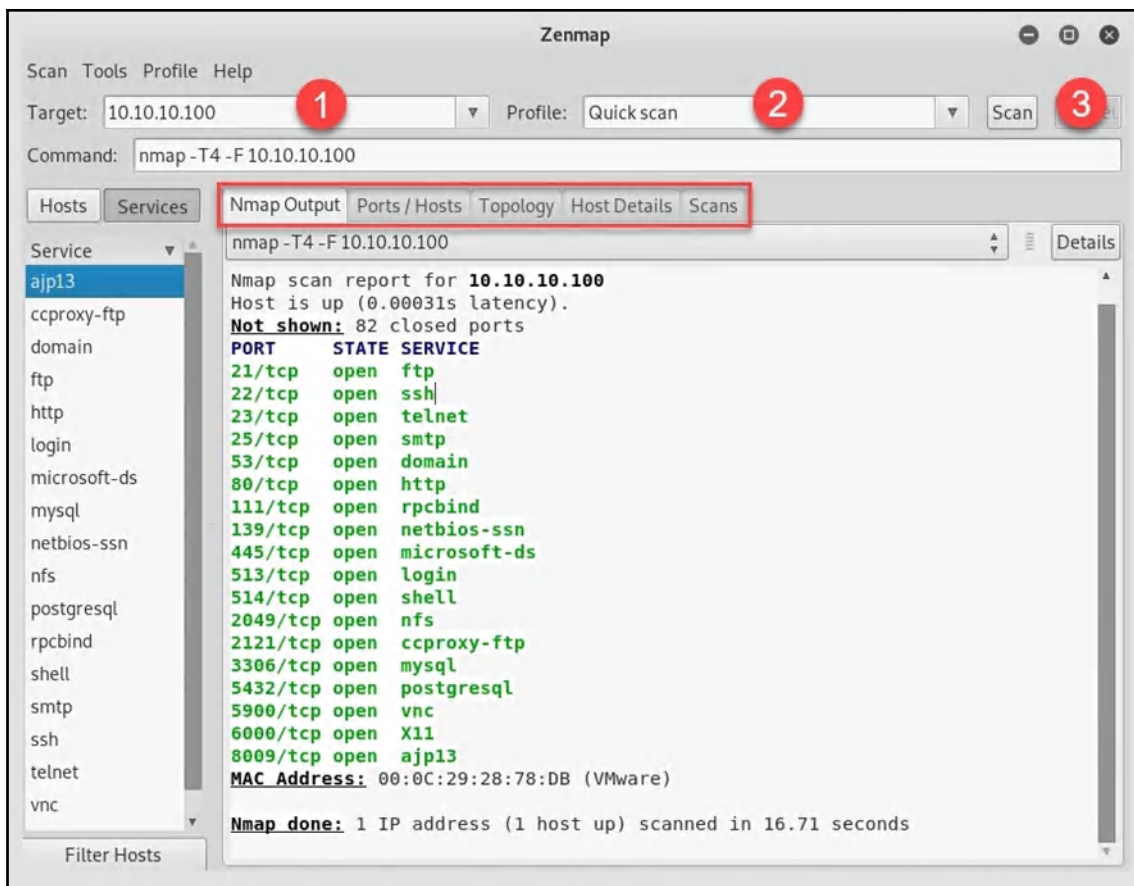 Zenmap
Scan Tools Profile Help
Target: 10.10.10.100 1 Profile: Quick scan 2 Scan 3
Command: nmap -T4 -F 10.10.10.100
Hosts Services
Nmap Output Ports / Hosts Topology Host Details Scans
Service
ajp13
ccproxy-ftp
domain
ftp
http
login
microsoft-ds
mysql
netbios-ssn
nfs
postgresql
rpcbind
shell
smtp
ssh
telnet
vnc
Filter Hosts
nmap -T4 -F 10.10.10.100 Details
Nmap scan report for 10.10.10.100
Host is up (0.00031s latency).
Not shown: 82 closed ports
PORT STATE SERVICE
21/tcp open ftp
22/tcp open ssh
23/tcp open telnet
25/tcp open smtp
53/tcp open domain
80/tcp open http
111/tcp open rpcbind
139/tcp open netbios-ssn
445/tcp open microsoft-ds
513/tcp open login
514/tcp open shell
2049/tcp open nfs
2121/tcp open ccproxy-ftp
3306/tcp open mysql
5432/tcp open postgresql
5900/tcp open vnc
6000/tcp open X11
8009/tcp open ajp13
MAC Address: 00:0C:29:28:78:DB (VMware)
Nmap done: 1 IP address (1 host up) scanned in 16.71 seconds